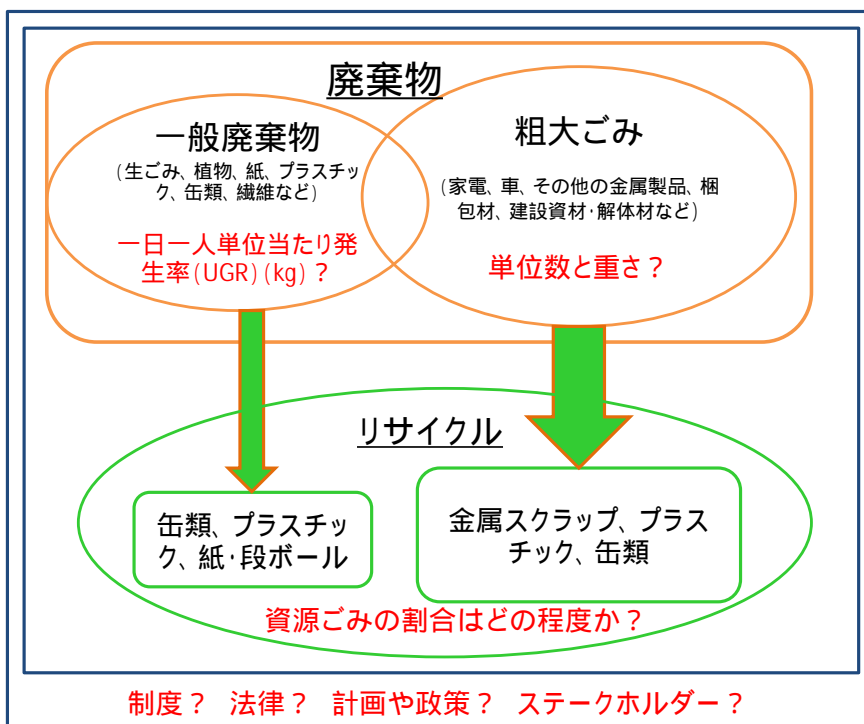 廃棄物
一般廃棄物
(生ごみ、植物、紙、プラスチッ
ク、缶類、繊維など)
一日一人単位当たり発
生率(UGR)(kg)？
粗大ごみ
(家電、車、その他の金属製品、梱
包材、建設資材・解体材など)
単位数と重さ？
リサイクル
缶類、プラスチッ
ク、紙・段ボール
金属スクラップ、プラス
チック、缶類
資源ごみの割合はどの程度か？
制度？ 法律？ 計画や政策？ ステークホルダー？